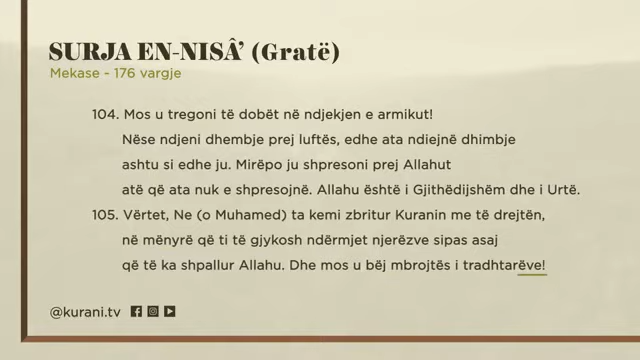 SURJA EN-NISÂ’ (Gratë)
Mekase - 176 vargje
104. Mos u tregoni të dobët në ndjekjen e armikut!
Nëse ndjeni dhembje prej luftës, edhe ata ndiejnë dhimbje
ashtu si edhe ju. Mirëpo ju shpresoni prej Allahut
atë që ata nuk e shpresojnë. Allahu është i Gjithëdijshëm dhe i Urtë.
105. Vërtet, Ne (o Muhamed) ta kemi zbritur Kuranin me të drejtën,
në mënyrë që ti të gjykosh ndërmjet njerëzve sipas asaj
që të ka shpallur Allahu. Dhe mos u bëj mbrojtës i tradhtarëve!
@kurani.tv